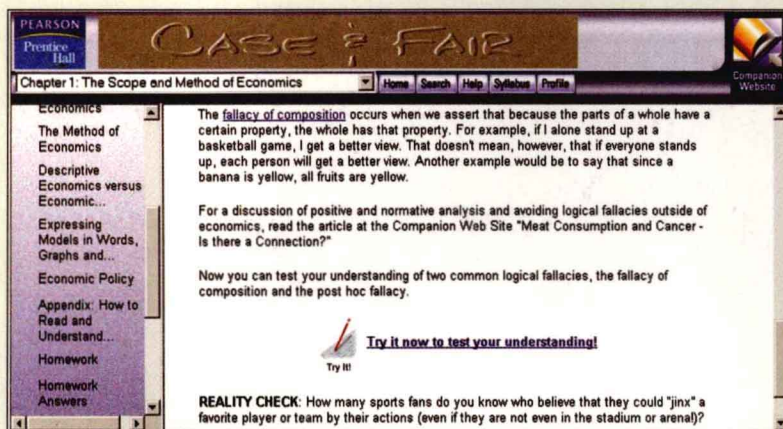 PEARSON
Prentice
Hall
CASE & FAIR
Companion
Website
Chapter 1: The Scope and Method of Economics
Home Search Help Syllabus Profile
Economics
The Method of
Economics
Descriptive
Economics versus
Economic...
Expressing
Models in Words,
Graphs and...
Economic Policy
Appendix: How to
Read and
Understand...
Homework
Homework
Answers
The fallacy of composition occurs when we assert that because the parts of a whole have a
certain property, the whole has that property. For example, if I alone stand up at a
basketball game, I get a better view. That doesn't mean, however, that if everyone stands
up, each person will get a better view. Another example would be to say that since a
banana is yellow, all fruits are yellow.
For a discussion of positive and normative analysis and avoiding logical fallacies outside of
economics, read the article at the Companion Web Site "Meat Consumption and Cancer -
Is there a Connection?"
Now you can test your understanding of two common logical fallacies, the fallacy of
composition and the post hoc fallacy.
Try it!
Try it now to test your understanding!
REALITY CHECK: How many sports fans do you know who believe that they could "jinx" a
favorite player or team by their actions (even if they are not even in the stadium or arena!)?